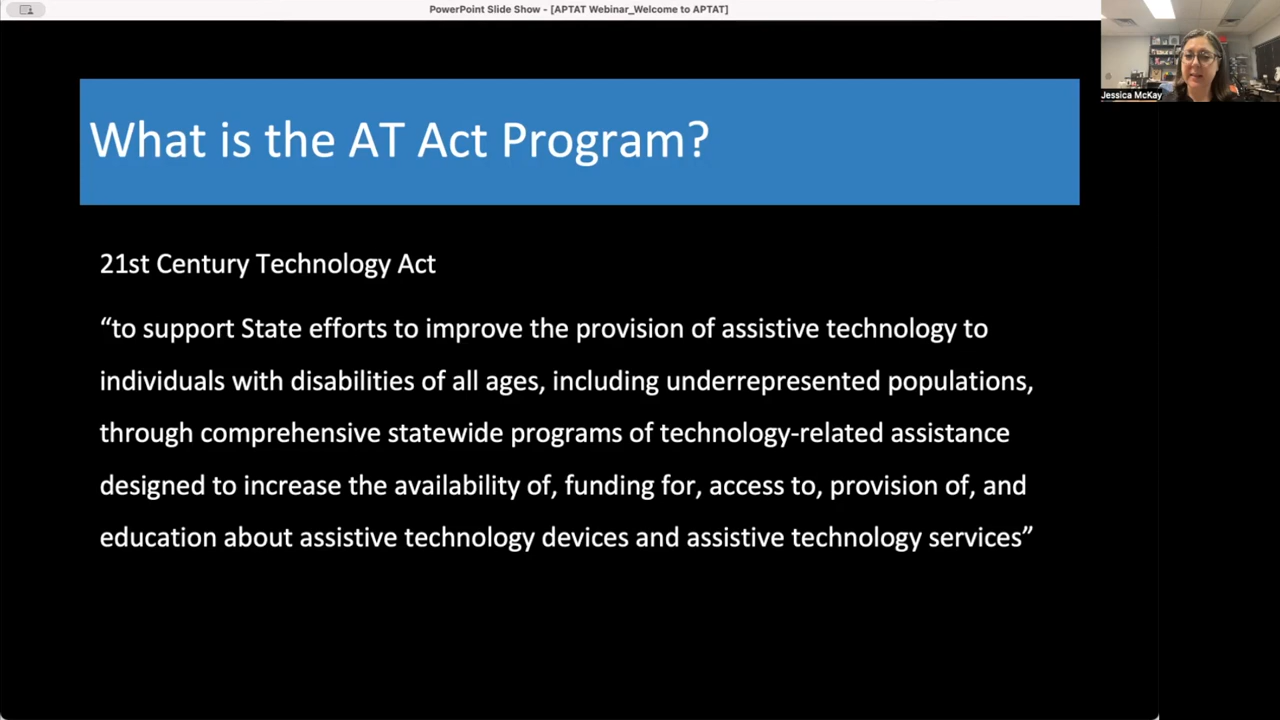 PowerPoint Slide Show - [APTAT Webinar_Welcome to APTAT]
Jessica McKay
What is the AT Act Program?
21st Century Technology Act
“to support State efforts to improve the provision of assistive technology to
individuals with disabilities of all ages, including underrepresented populations,
through comprehensive statewide programs of technology-related assistance
designed to increase the availability of, funding for, access to, provision of, and
education about assistive technology devices and assistive technology services”